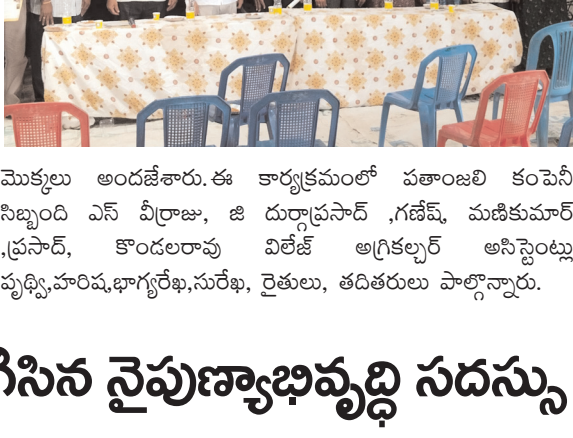 మొక్కలు అందజేశారు.ఈ కార్యక్రమంలో పతాంజలి కంపెనీ
సిబ్బంది ఎస్ వీర్రాజు, జి దుర్గాప్రసాద్ ,గణేష్, మణికుమార్
,ప్రసాద్, కొండలరావు విలేజ్ అగ్రికల్చర్ అసిస్టెంట్లు
పృథ్వి,హరిష,భాగ్యరేఖ,సురేఖ, రైతులు, తదితరులు పాల్గొన్నారు.
గిసిన నైపుణ్యాభివృద్ధి సదస్సు